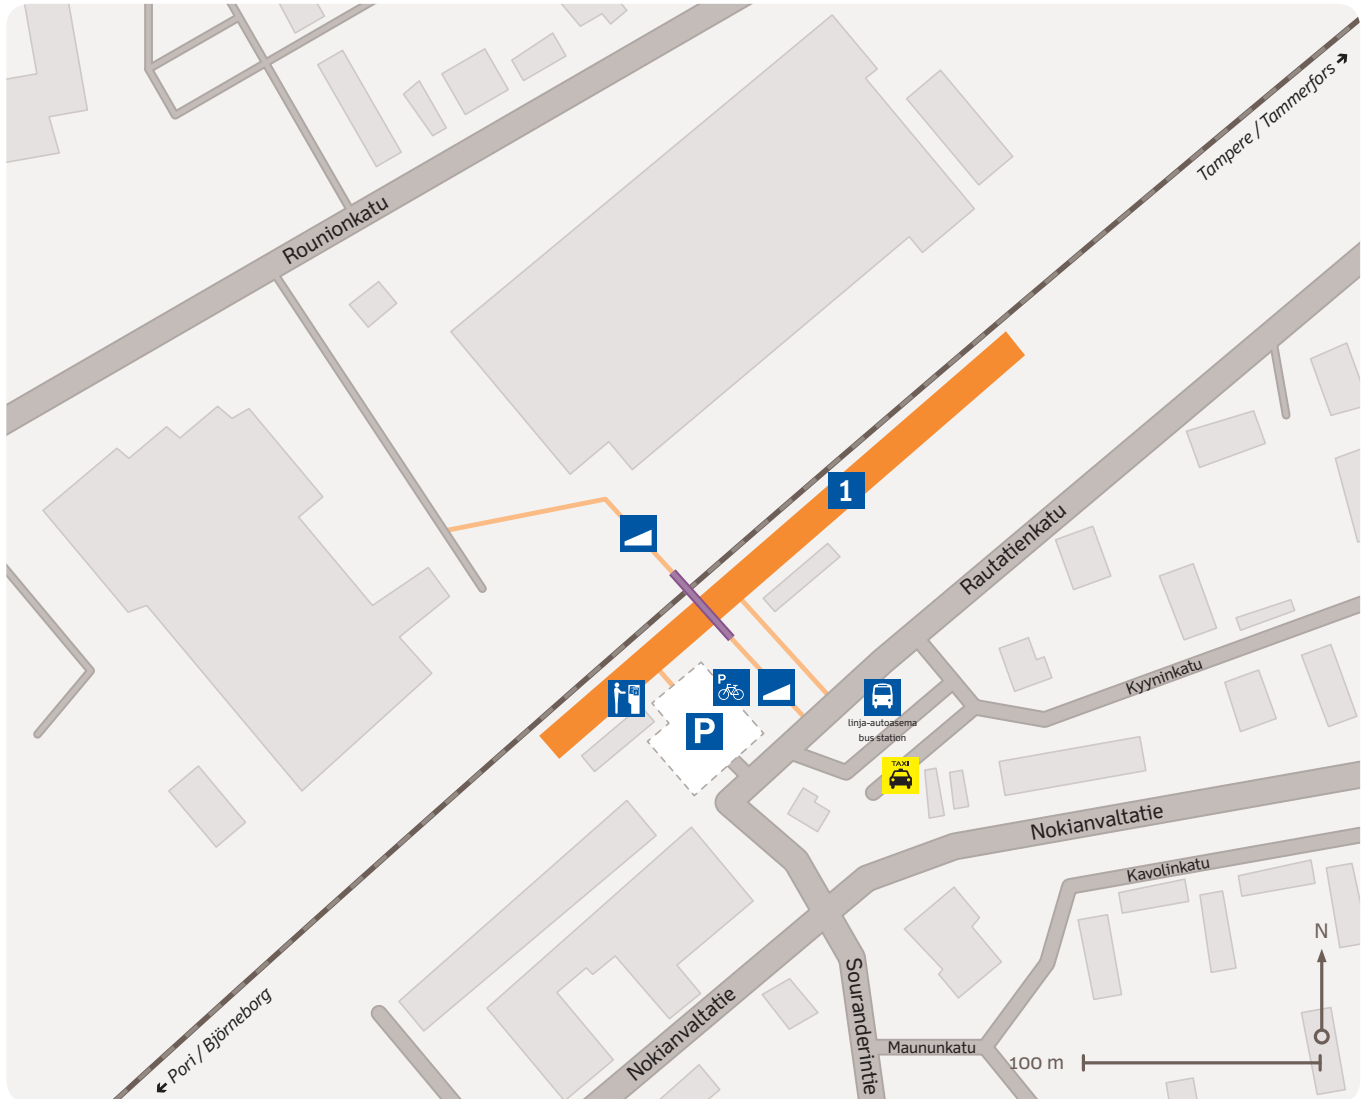 Tampere / Tammerfors
Rounionkatu
1
Rautatienkatu
Kyyninkatu
P
P
linja-autoasema
bus station
TAXI
Nokianvaltatie
Kavolinkatu
N
Pori / Björneborg
Nokianvaltatie
Souranderintie
Maununkatu
100 m